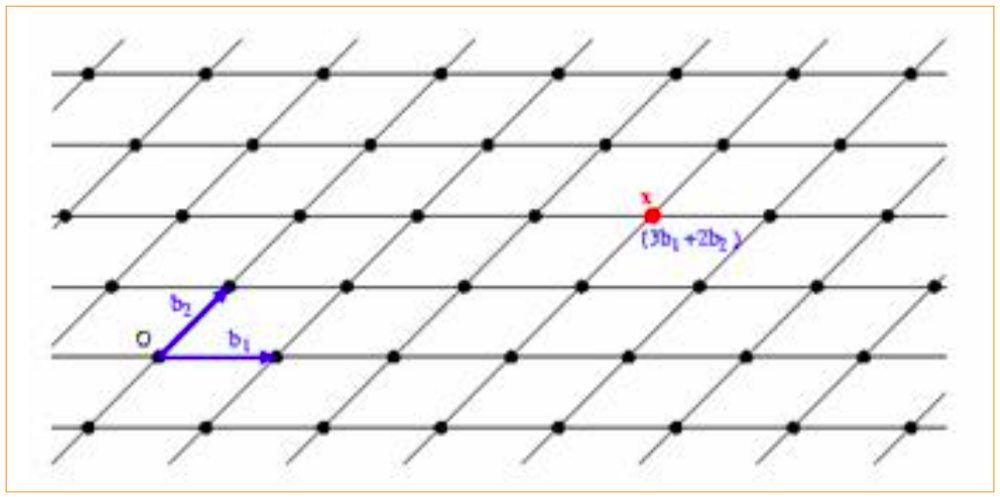 x
(3b₁+2b₂)
b₂
O
b₁